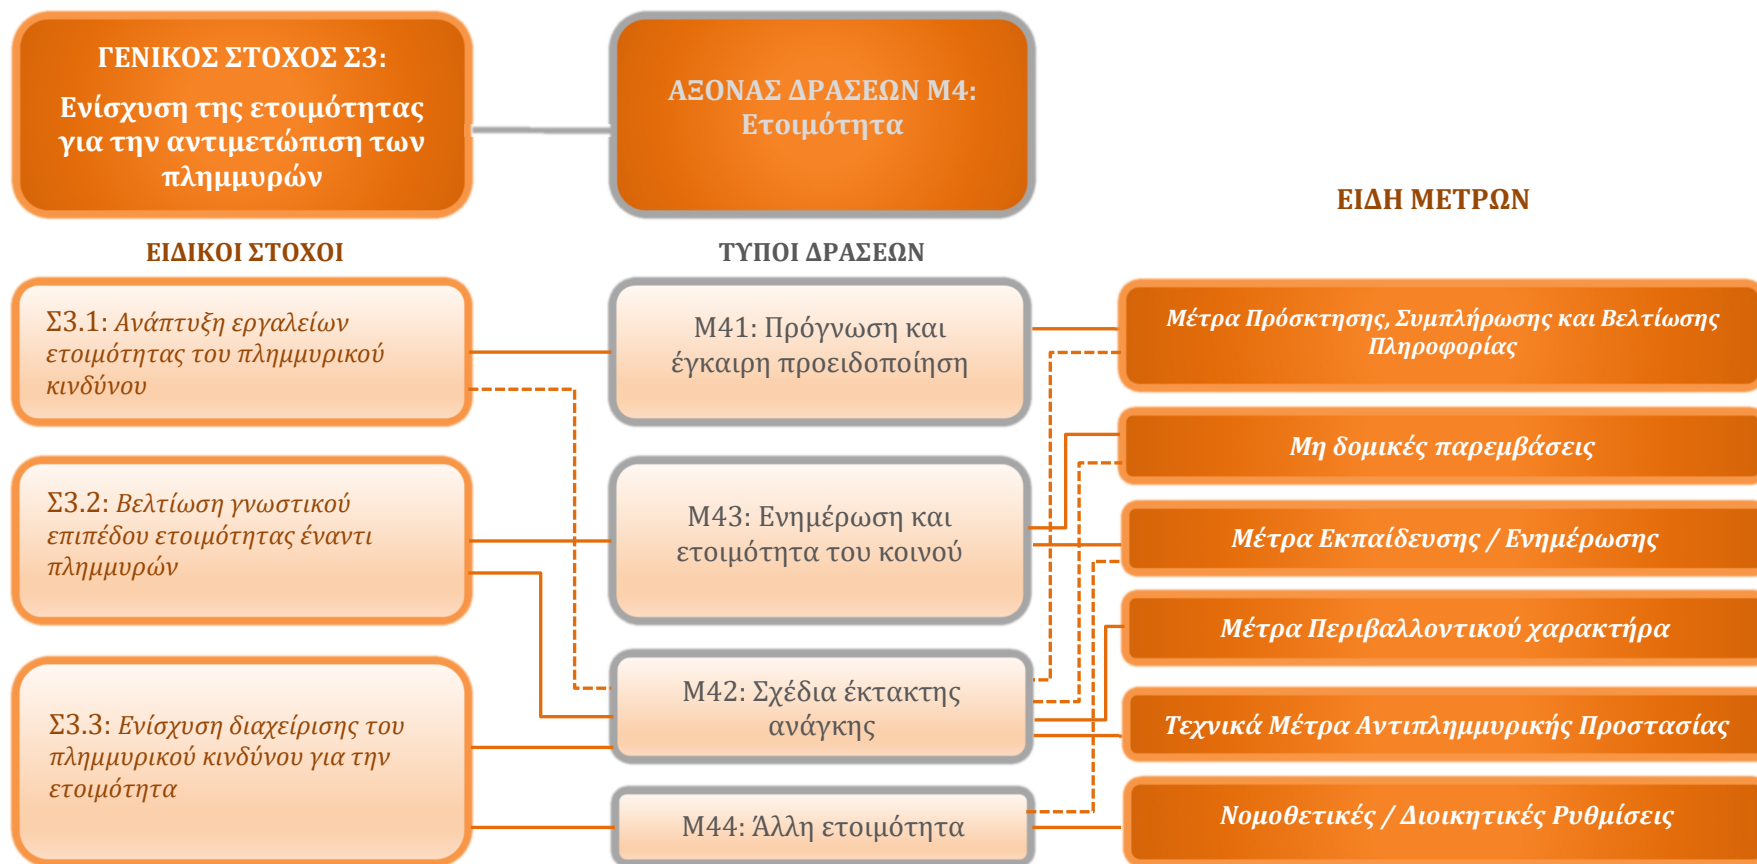 ΓΕΝΙΚΟΣ ΣΤΟΧΟΣ Σ3:
Ενίσχυση της ετοιμότητας
για την αντιμετώπιση των
πλημμυρών
ΑΞΟΝΑΣ ΔΡΑΣΕΩΝ Μ4:
Ετοιμότητα
ΕΙΔΙΚΟΙ ΣΤΟΧΟΙ
Σ3.1: Ανάπτυξη εργαλείων
ετοιμότητας του πλημμυρικού
κινδύνου
Σ3.2: Βελτίωση γνωστικού
επιπέδου ετοιμότητας έναντι
πλημμυρών
Σ3.3: Ενίσχυση διαχείρισης του
πλημμυρικού κινδύνου για την
ετοιμότητα
ΤΥΠΟΙ ΔΡΑΣΕΩΝ
Μ41: Πρόγνωση και
έγκαιρη προειδοποίηση
Μ43: Ενημέρωση και
ετοιμότητα του κοινού
Μ42: Σχέδια έκτακτης
ανάγκης
Μ44: Άλλη ετοιμότητα
ΕΙΔΗ ΜΕΤΡΩΝ
Μέτρα Πρόσκτησης, Συμπλήρωσης και Βελτίωσης
Πληροφορίας
Μη δομικές παρεμβάσεις
Μέτρα Εκπαίδευσης / Ενημέρωσης
Μέτρα Περιβαλλοντικού χαρακτήρα
Τεχνικά Μέτρα Αντιπλημμυρικής Προστασίας
Νομοθετικές / Διοικητικές Ρυθμίσεις